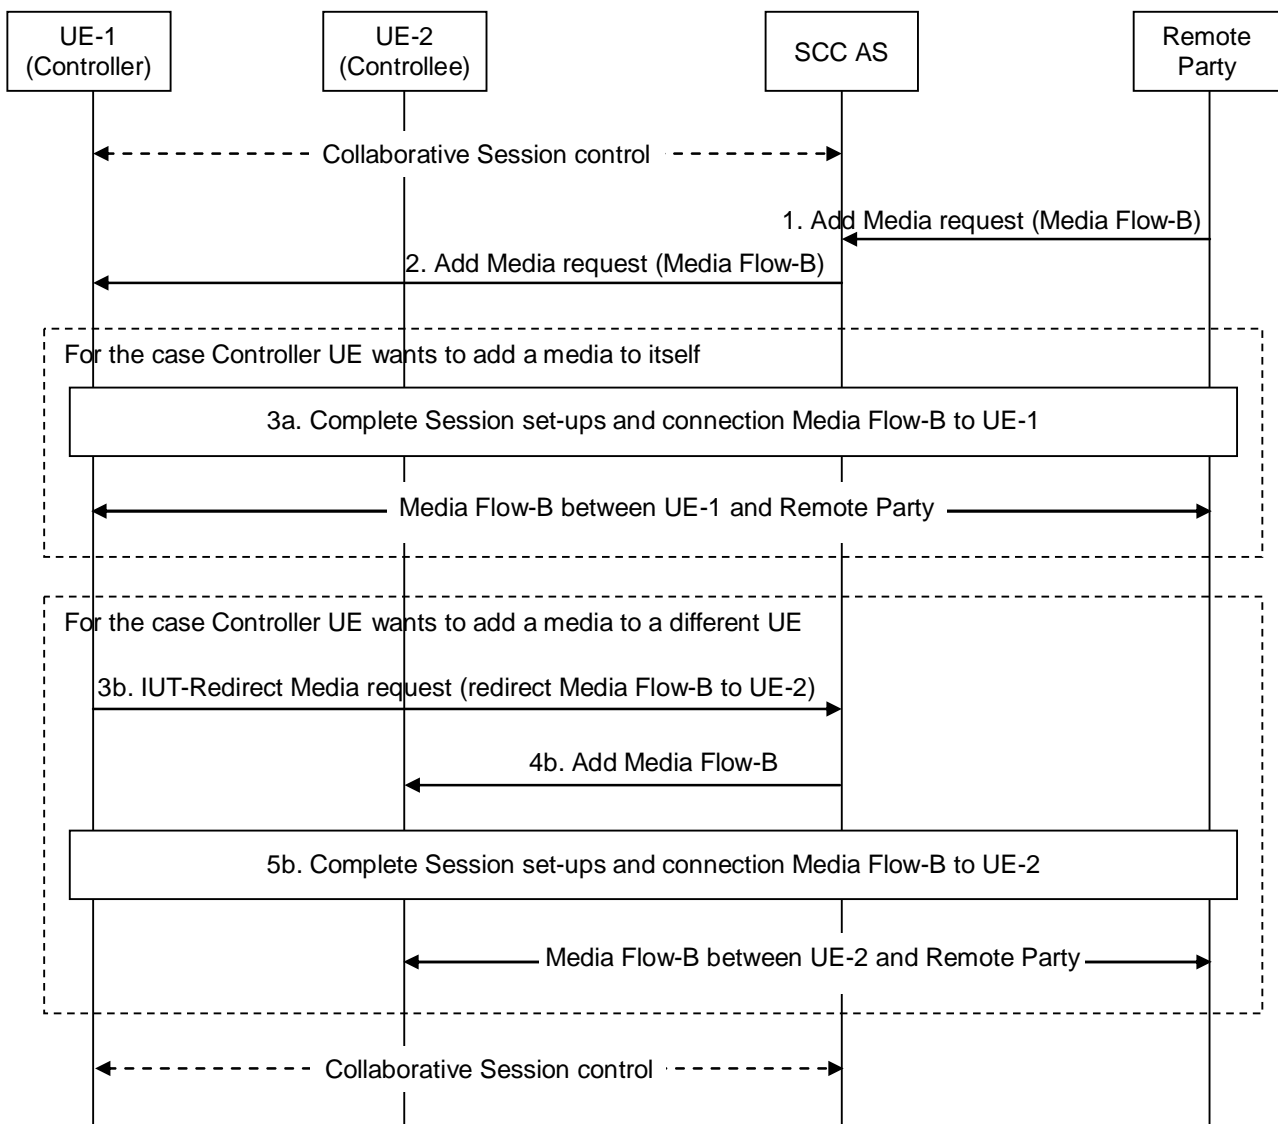 UE-1
(Controller)
UE-2
(Controllee)
SCC AS
Remote
Party
Collaborative Session control
1. Add Media request (Media Flow-B)
2. Add Media request (Media Flow-B)
For the case Controller UE wants to add a media to itself
3a. Complete Session set-ups and connection Media Flow-B to UE-1
Media Flow-B between UE-1 and Remote Party
For the case Controller UE wants to add a media to a different UE
3b. IUT-Redirect Media request (redirect Media Flow-B to UE-2)
4b. Add Media Flow-B
5b. Complete Session set-ups and connection Media Flow-B to UE-2
Media Flow-B between UE-2 and Remote Party
Collaborative Session control